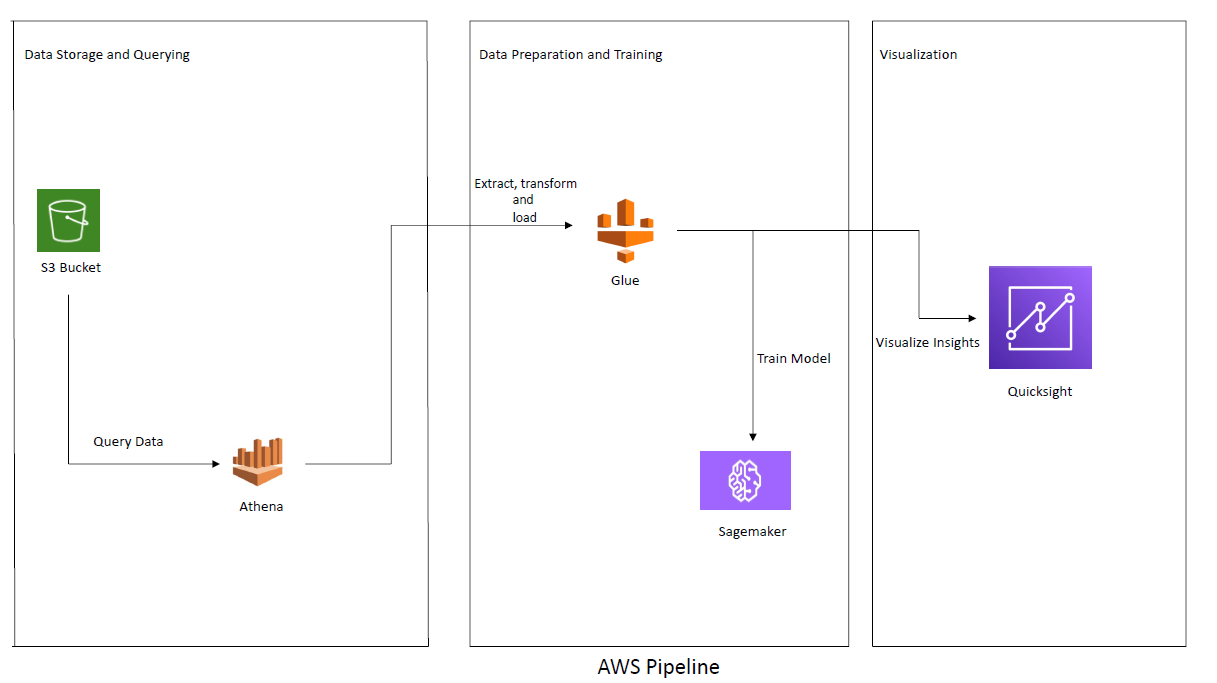 Data Storage and Querying
Data Preparation and Training
Visualization
S3 Bucket
Query Data
Athena
Extract, transform
and
load
Glue
Train Model
Sagemaker
Visualize Insights
Quicksight
AWS Pipeline